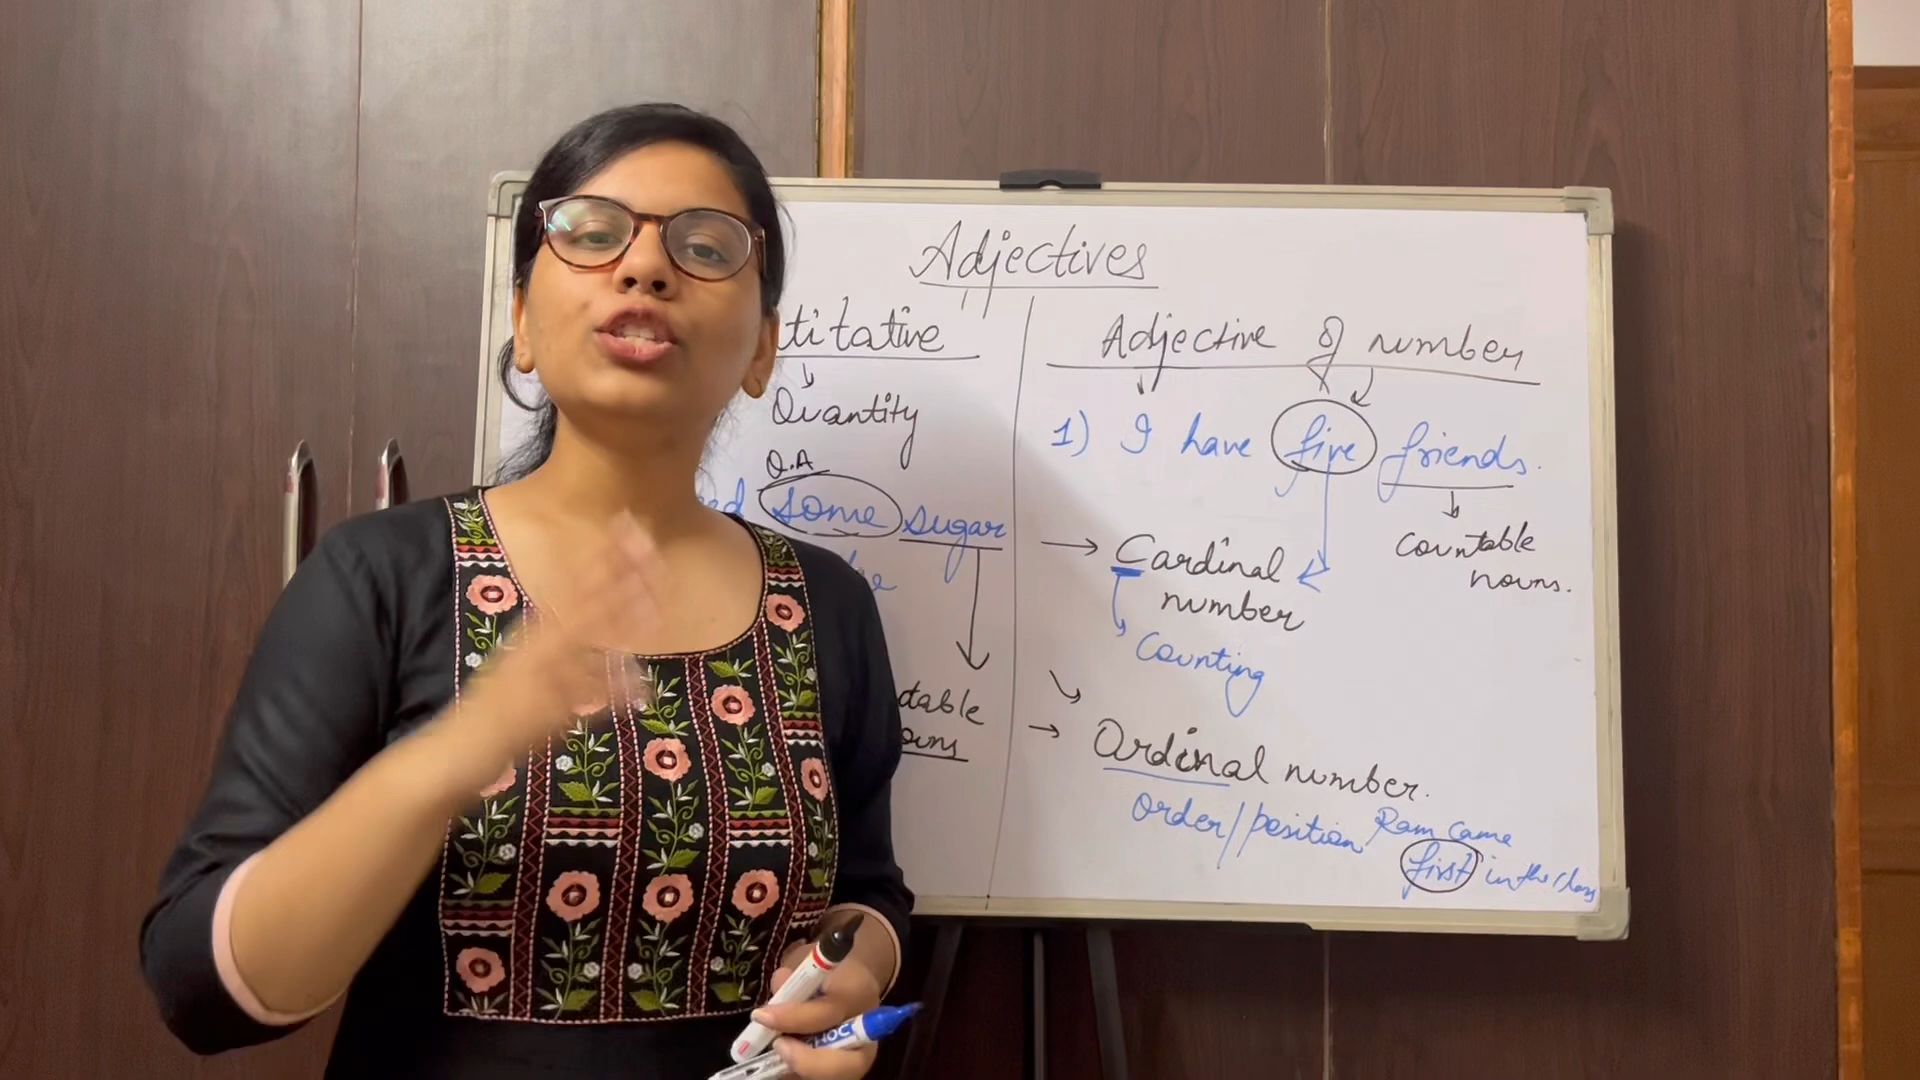 Adjectives
titative
Quantity
Q.A
some sugar
table
ouns
Adjective of number
1) I have five friends.
Countable
nouns.
Cardinal
number
Counting
Ordinal number.
Order/position
Ram came
first in the class